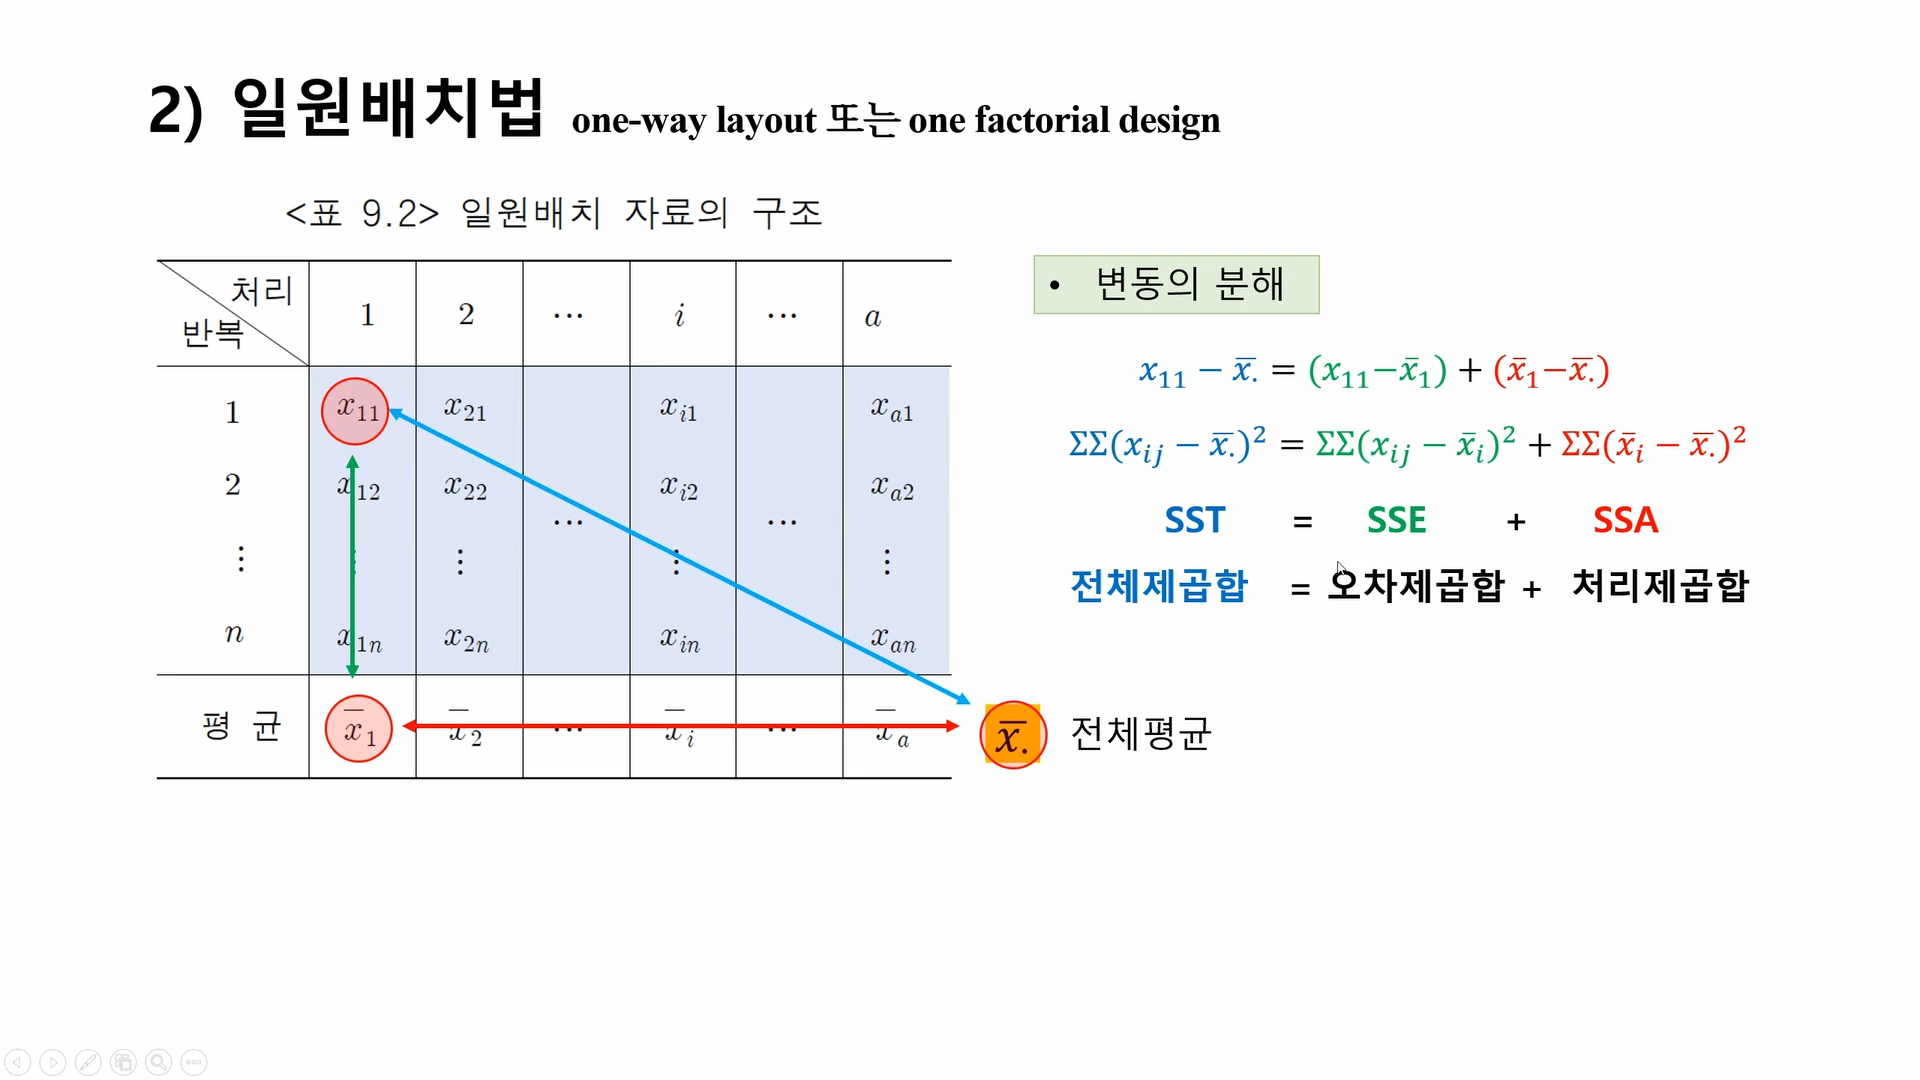 2) 일원배치법 one-way layout 또는 one factorial design
<표 9.2> 일원배치 자료의 구조
처리
반복
1 2 ⋯ i ⋯ a
1 x₁₁ x₂₁ xᵢ₁ xₐ₁
2 x₁₂ x₂₂ ⋯ xᵢ₂ ⋯ xₐ₂
⋮ ⋮ ⋮ ⋮ ⋮
n x₁ₙ x₂ₙ xᵢₙ xₐₙ
평 균 x̄₁ x̄₂ ⋯ x̄ᵢ ⋯ x̄ₐ
x̄. 전체평균
• 변동의 분해
x₁₁ − x̄. = (x₁₁−x̄₁) + (x̄₁−x̄.)
ΣΣ(xᵢⱼ − x̄.)² = ΣΣ(xᵢⱼ − x̄ᵢ)² + ΣΣ(x̄ᵢ − x̄.)²
SST = SSE + SSA
전체제곱합 = 오차제곱합 + 처리제곱합